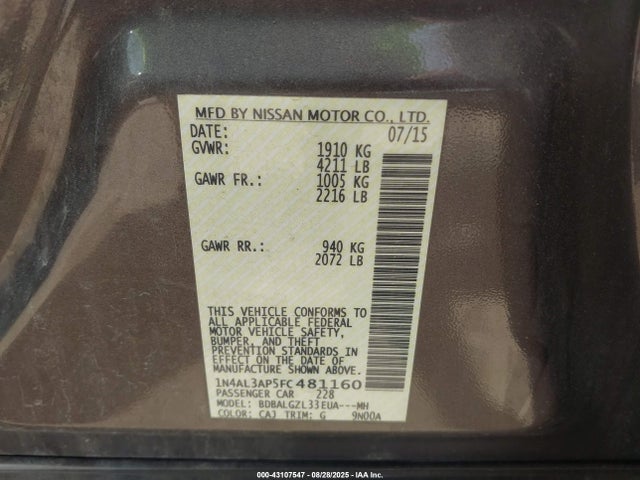 MFD BY NISSAN MOTOR CO., LTD.
DATE: 07/15
GVWR: 1910 KG
4211 LB
GAWR FR.: 1005 KG
2216 LB
GAWR RR.: 940 KG
2072 LB
THIS VEHICLE CONFORMS TO
ALL APPLICABLE FEDERAL
MOTOR VEHICLE SAFETY,
BUMPER, AND THEFT
PREVENTION STANDARDS
IN EFFECT ON THE DATE OF
MANUFACTURE SHOWN ABOVE.
1N4AL3AP5FC481160
PASSENGER CAR 228
MODEL: BDBALGZL33EUA---MH
COLOR: CAJ TRIM: G 9N00A
000-43107547 | 08/28/2025 - IAA Inc.